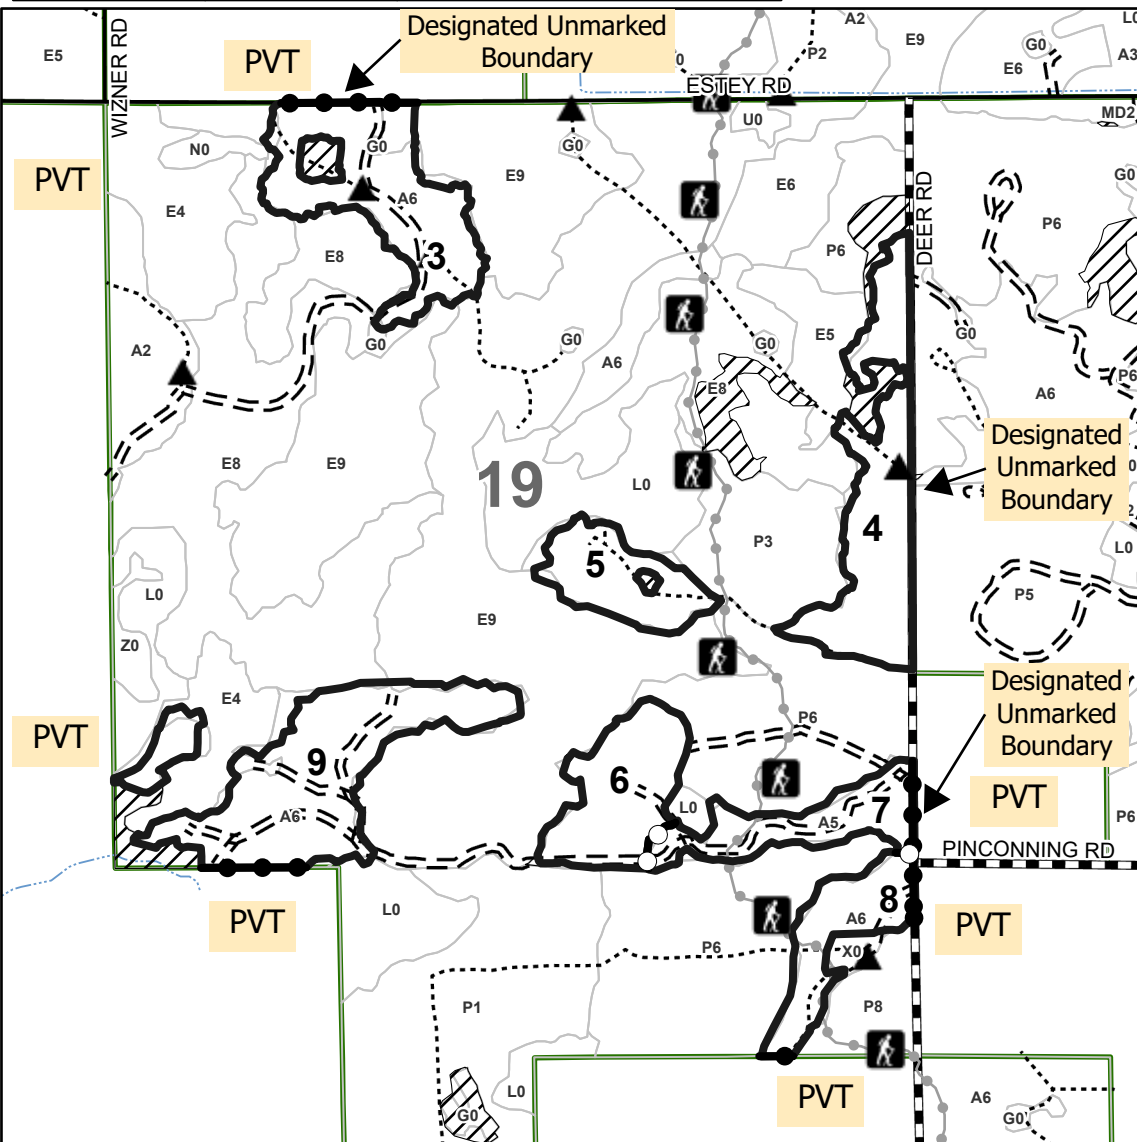 Designated Unmarked
Boundary
A2
L0
E5
WIZNER RD
PVT
P2
E9
G0
A3
E6
ESTEY RD
MD2
U0
N0
G0
G0
PVT
E9
E6
DEER RD
G0
E4
A6
P6
P6
E8
3
G0
A2
G0
G0
A6
E5
G0
E8
P6
A6
E8
E9
19
L0
Designated
Unmarked
Boundary
4
P3
5
L0
L0
P5
Z0
E9
E4
Designated
Unmarked
Boundary
PVT
P6
9
6
L0
7
PVT
A6
A5
P6
PINCONNING RD
8
L0
PVT
A6
PVT
P6
X0
P1
P8
L0
PVT
A6
G0
G0